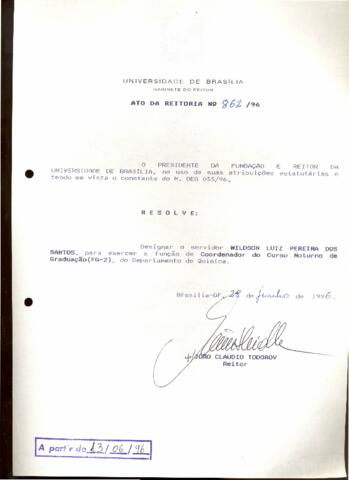 UNIVERSIDADE DE BRASÍLIA
GABINETE DO REITOR
ATO DA REITORIA Nº 862/96
O PRESIDENTE DA FUNDAÇÃO E REITOR DA
UNIVERSIDADE DE BRASÍLIA, no uso de suas atribuições estatutárias e
tendo em vista o constante do M. DEG 055/96,
R E S O L V E:
Designar o servidor WILDSON LUIZ PEREIRA DOS
SANTOS, para exercer a função de Coordenador do Curso Noturno de
Graduação(FG-2), do Departamento de Química.
Brasília-DF, 28 de junho de 1996.
JOÃO CLAUDIO TODOROV
Reitor
A partir de 13/06/96